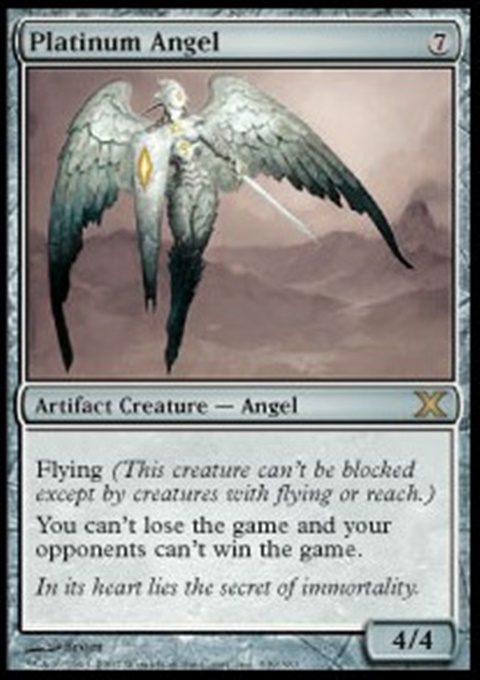 Platinum Angel 7
Artifact Creature — Angel
Flying (This creature can't be blocked
except by creatures with flying or reach.)
You can't lose the game and your
opponents can't win the game.
In its heart lies the secret of immortality.
4/4